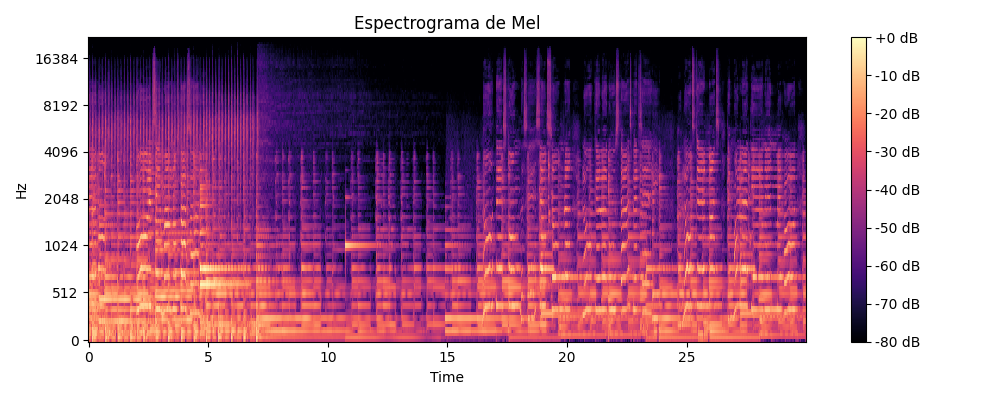 Espectrograma de Mel
16384
8192
4096
2048
1024
512
0
Hz
0 5 10 15 20 25
Time
+0 dB
-10 dB
-20 dB
-30 dB
-40 dB
-50 dB
-60 dB
-70 dB
-80 dB